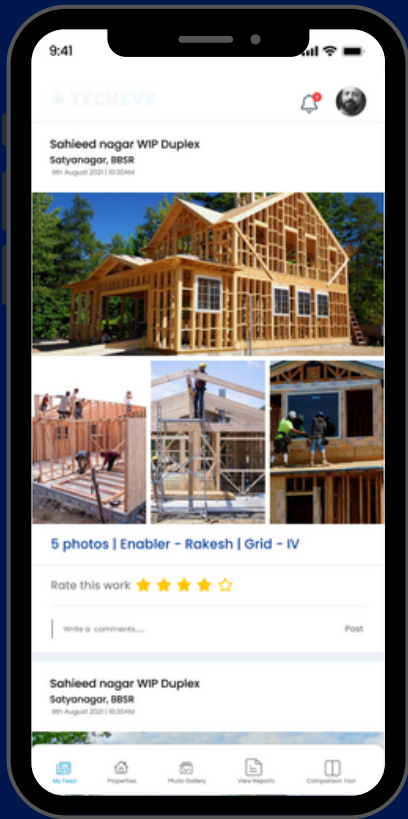 9:41
TECHEYE
Sahieed nagar WIP Duplex
Satyanagar, BBSR
9th August 2021 | 10:30AM
5 photos | Enabler - Rakesh | Grid - IV
Rate this work
Write a comments.....
Post
Sahieed nagar WIP Duplex
Satyanagar, BBSR
9th August 2021 | 10:30AM
My Feed
Properties
Photo Gallery
View Reports
Comparison Tool